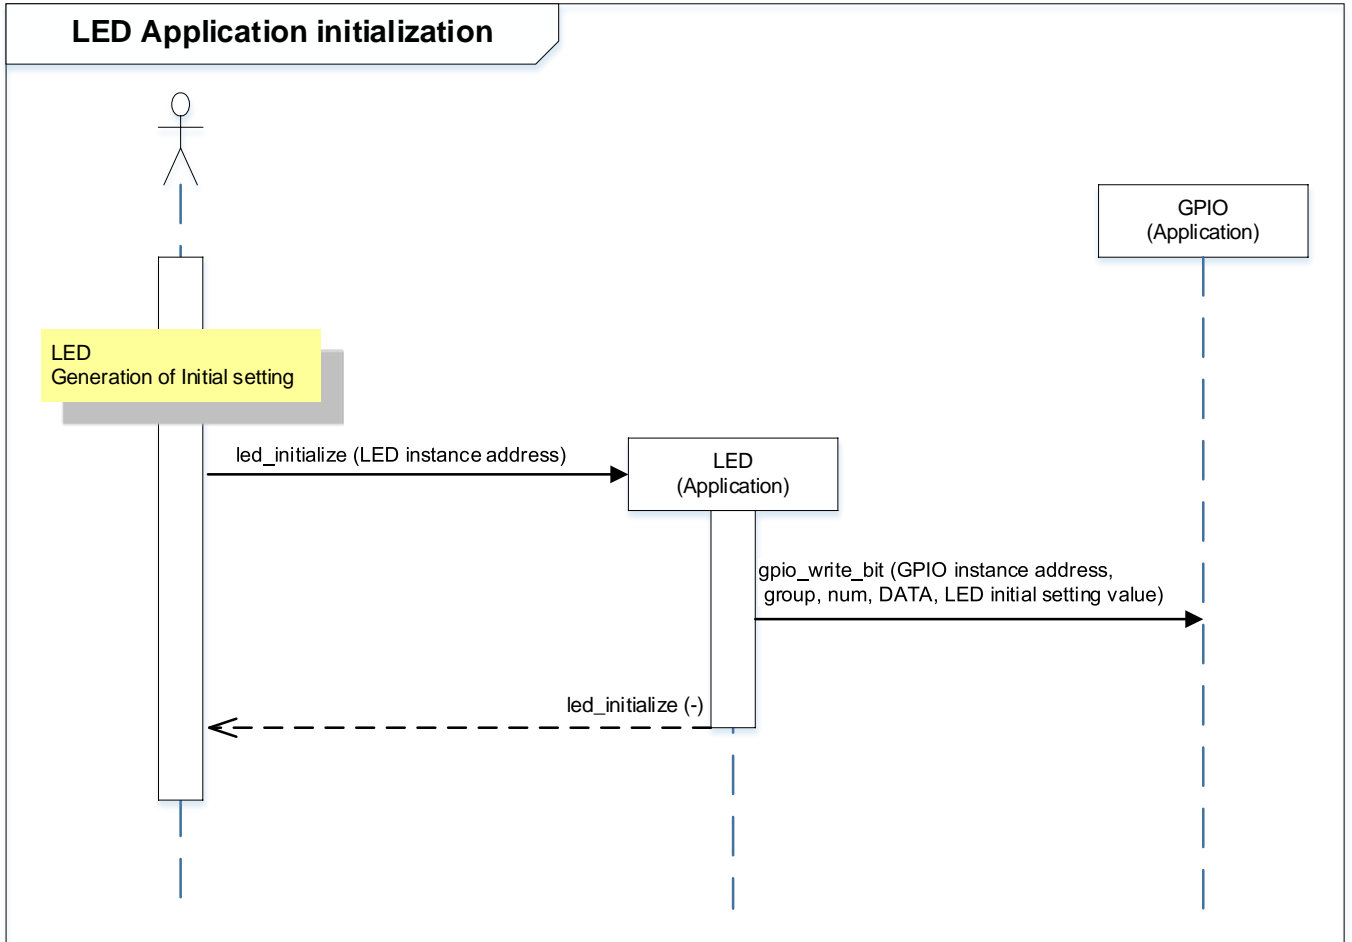 LED Application initialization
GPIO
(Application)
LED
Generation of Initial setting
led_initialize (LED instance address)
LED
(Application)
gpio_write_bit (GPIO instance address,
group, num, DATA, LED initial setting value)
led_initialize (-)